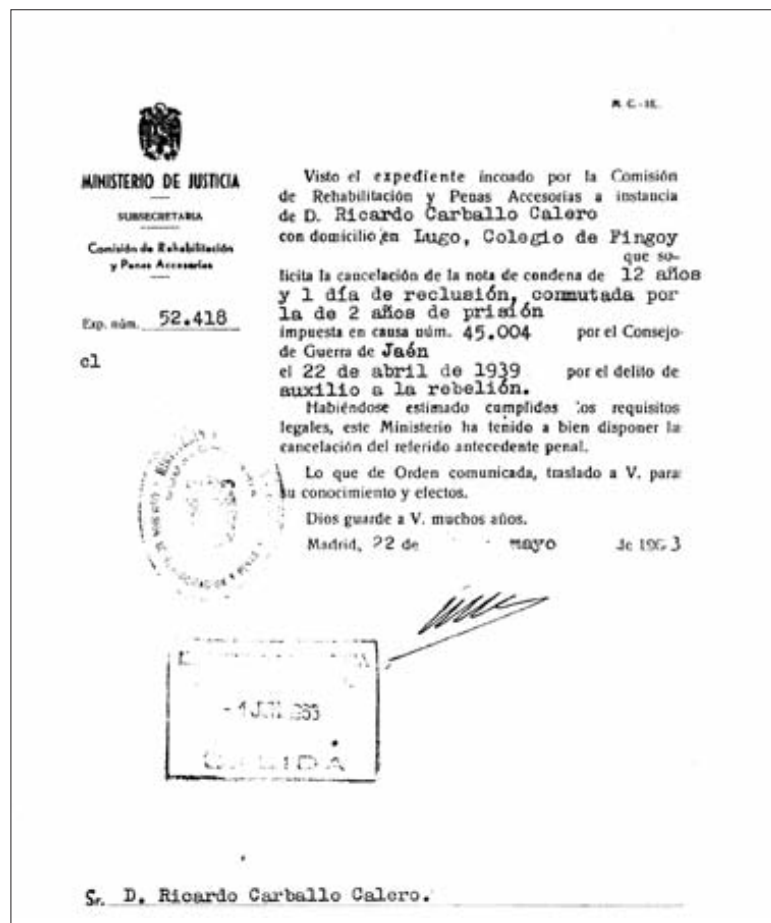 M. C.-18.
MINISTERIO DE JUSTICIA
SUBSECRETARIA
Comisión de Rehabilitación
y Penas Accesorias
Exp. núm. 52.418
cl
Visto el expediente incoado por la Comisión
de Rehabilitación y Penas Accesorias a instancia
de D. Ricardo Carballo Calero
con domicilio en Lugo, Colegio de Fingoy
que so-
licita la cancelación de la nota de condena de 12 años
y 1 día de reclusión, conmutada por
la de 2 años de prisión
impuesta en causa núm. 45.004 por el Consejo
de Guerra de Jaén
el 22 de abril de 1939 por el delito de
auxilio a la rebelión.
Habiéndose estimado cumplidos los requisitos
legales, este Ministerio ha tenido a bien disponer la
cancelación del referido antecedente penal.
Lo que de Orden comunicada, traslado a V. para
su conocimiento y efectos.
Dios guarde a V. muchos años.
Madrid, 22 de mayo de 1963
SALIDA
Sr. D. Ricardo Carballo Calero.